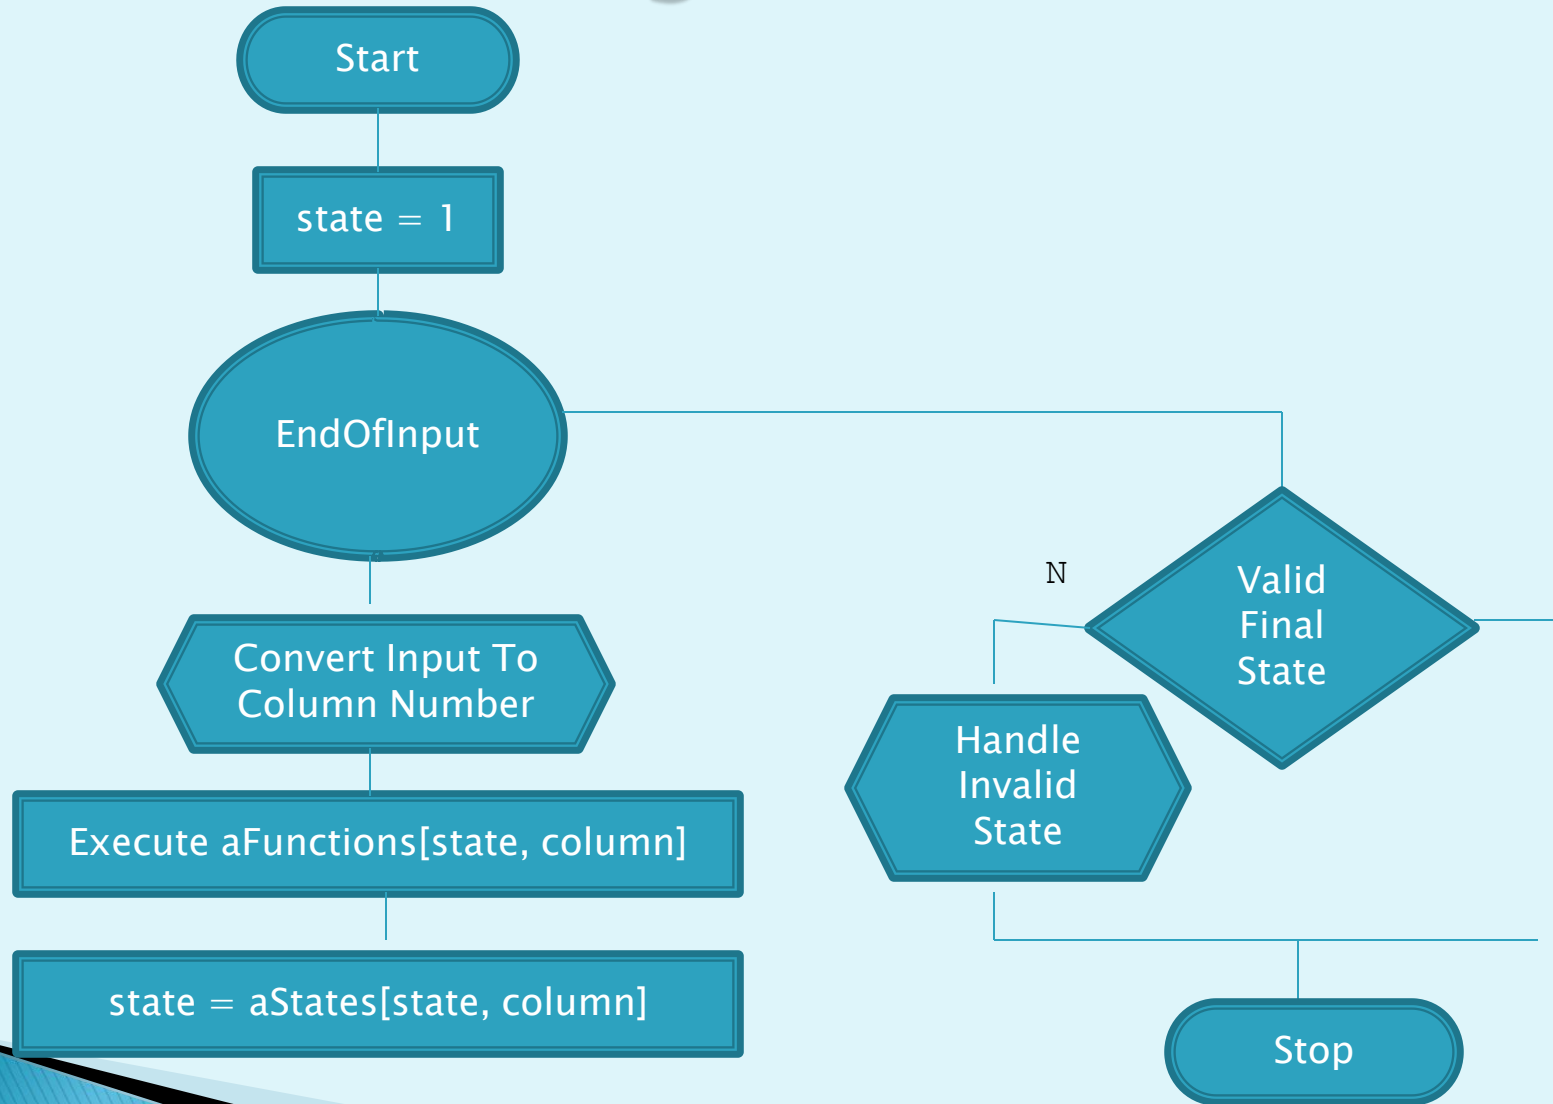 Start
state = 1
EndOfInput
Convert Input To
Column Number
Execute aFunctions[state, column]
state = aStates[state, column]
N
Valid
Final
State
Handle
Invalid
State
Stop